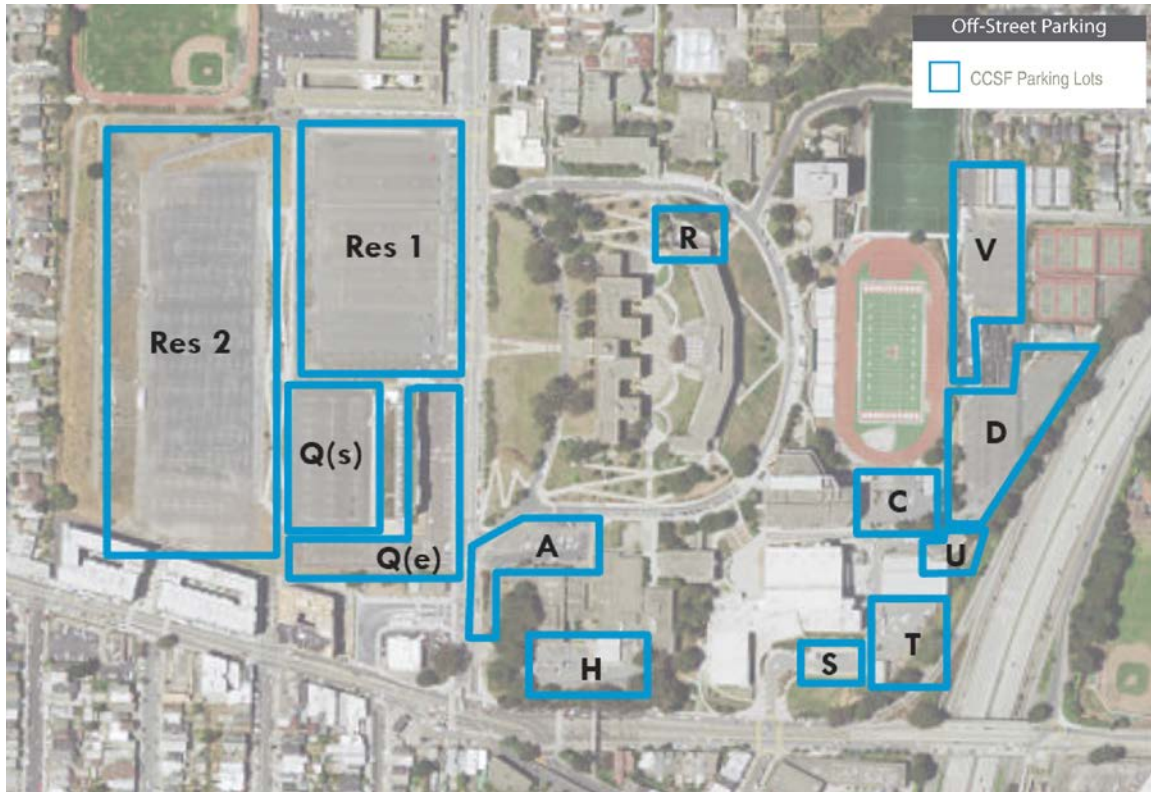 Off-Street Parking
CCSF Parking Lots
R
Res 1
V
Res 2
D
Q(s)
C
A
U
Q(e)
T
S
H